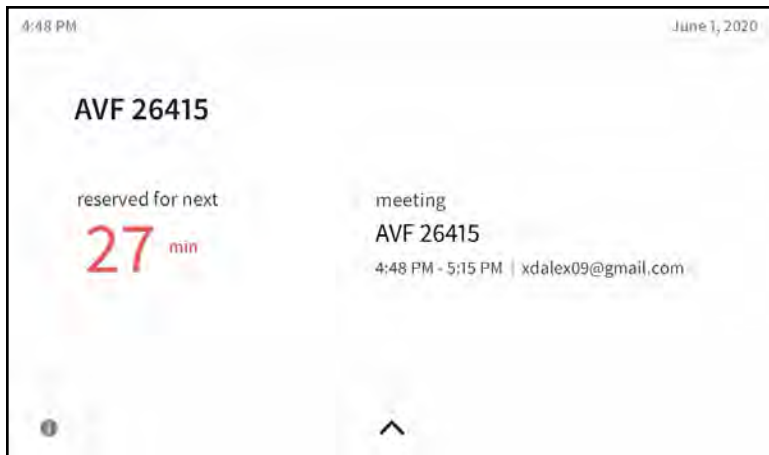 4:48 PM
June 1, 2020
AVF 26415
reserved for next
27 min
meeting
AVF 26415
4:48 PM - 5:15 PM | xdalex09@gmail.com